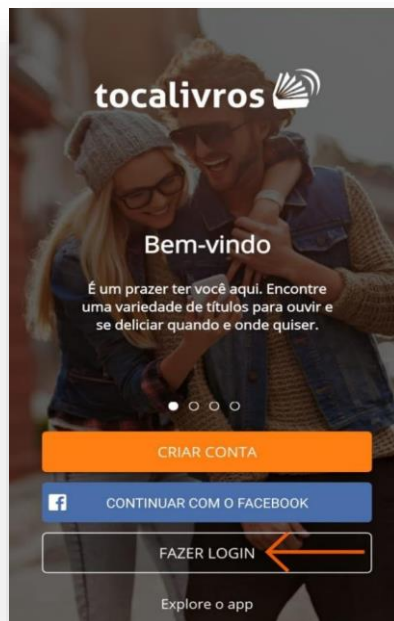 tocalivros
Bem-vindo
É um prazer ter você aqui. Encontre
uma variedade de títulos para ouvir e
se deliciar quando e onde quiser.
CRIAR CONTA
f CONTINUAR COM O FACEBOOK
FAZER LOGIN
Explore o app